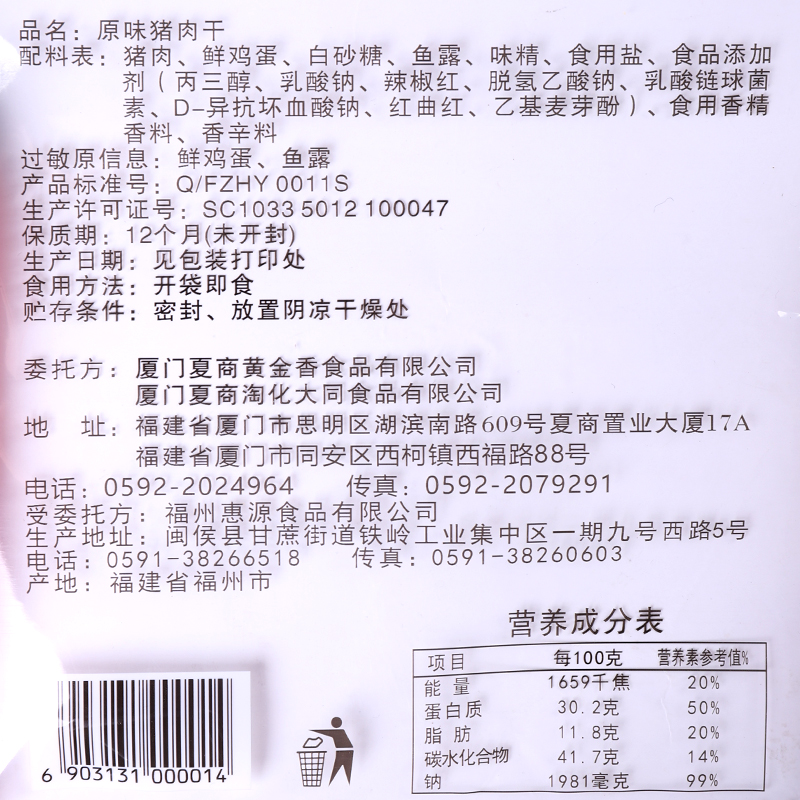 品名：原味猪肉干
配料表：猪肉、鲜鸡蛋、白砂糖、鱼露、味精、食用盐、食品添加
剂（丙三醇、乳酸钠、辣椒红、脱氢乙酸钠、乳酸链球菌
素、D-异抗坏血酸钠、红曲红、乙基麦芽酚）、食用香精
香料、香辛料
过敏原信息：鲜鸡蛋、鱼露
产品标准号：Q/FZHY 0011S
生产许可证号：SC1033 5012 100047
保质期：12个月(未开封)
生产日期：见包装打印处
食用方法：开袋即食
贮存条件：密封、放置阴凉干燥处
委托方：厦门夏商黄金香食品有限公司
厦门夏商淘化大同食品有限公司
地 址：福建省厦门市思明区湖滨南路609号夏商置业大厦17A
福建省厦门市同安区西柯镇西福路88号
电话：0592-2024964 传真：0592-2079291
受委托方：福州惠源食品有限公司
生产地址：闽侯县甘蔗街道铁岭工业集中区一期九号西路5号
电话：0591-38266518 传真：0591-38260603
产地：福建省福州市
营养成分表
项目 每100克 营养素参考值%
能 量 1659千焦 20%
蛋白质 30.2克 50%
脂 肪 11.8克 20%
碳水化合物 41.7克 14%
钠 1981毫克 99%
6 903131 000014